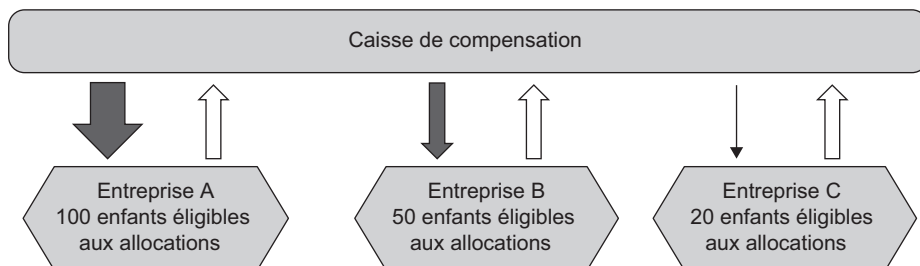 Caisse de compensation
Entreprise A
100 enfants éligibles
aux allocations
Entreprise B
50 enfants éligibles
aux allocations
Entreprise C
20 enfants éligibles
aux allocations